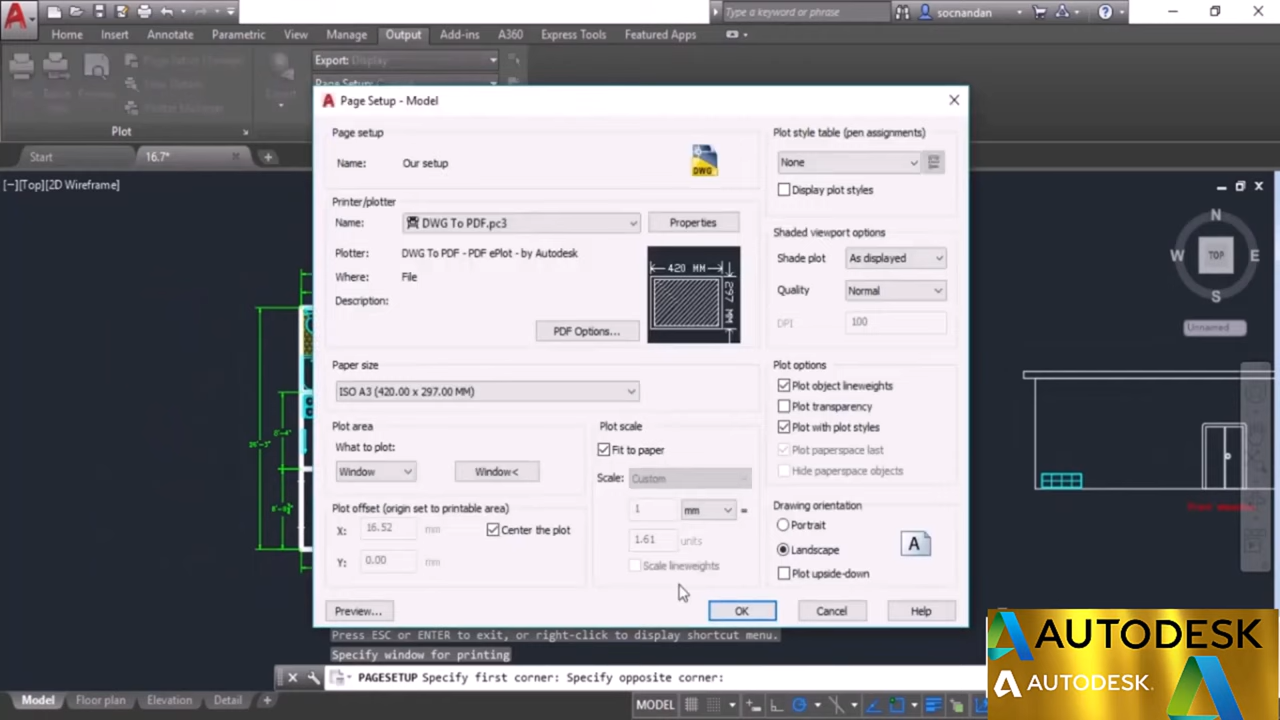 Type a keyword or phrase
socnandan
Home Insert Annotate Parametric View Manage Output Add-ins A360 Express Tools Featured Apps
Export: Display
Page Setup:
Plot
Start 16.7*
[−][Top][2D Wireframe]
Page Setup - Model
Page setup
Name: Our setup
DWG
Printer/plotter
Name: DWG To PDF.pc3 Properties
Plotter: DWG To PDF - PDF ePlot - by Autodesk
Where: File
Description:
420 MM
297 MM
PDF Options...
Paper size
ISO A3 (420.00 x 297.00 MM)
Plot area
What to plot:
Window Window<
Plot offset (origin set to printable area)
X: 16.52 mm Center the plot
Y: 0.00 mm
Plot scale
Fit to paper
Scale: Custom
1 mm =
1.61 units
Scale lineweights
Plot style table (pen assignments)
None
Display plot styles
Shaded viewport options
Shade plot As displayed
Quality Normal
DPI 100
Plot options
Plot object lineweights
Plot transparency
Plot with plot styles
Plot paperspace last
Hide paperspace objects
Drawing orientation
Portrait
Landscape
A
Plot upside-down
Preview... OK Cancel Help
N
W TOP E
S
Unnamed
Press ESC or ENTER to exit, or right-click to display shortcut menu.
Specify window for printing
PAGESETUP Specify first corner: Specify opposite corner:
Model Floor plan Elevation Detail
MODEL
AUTODESK
AUTODESK.